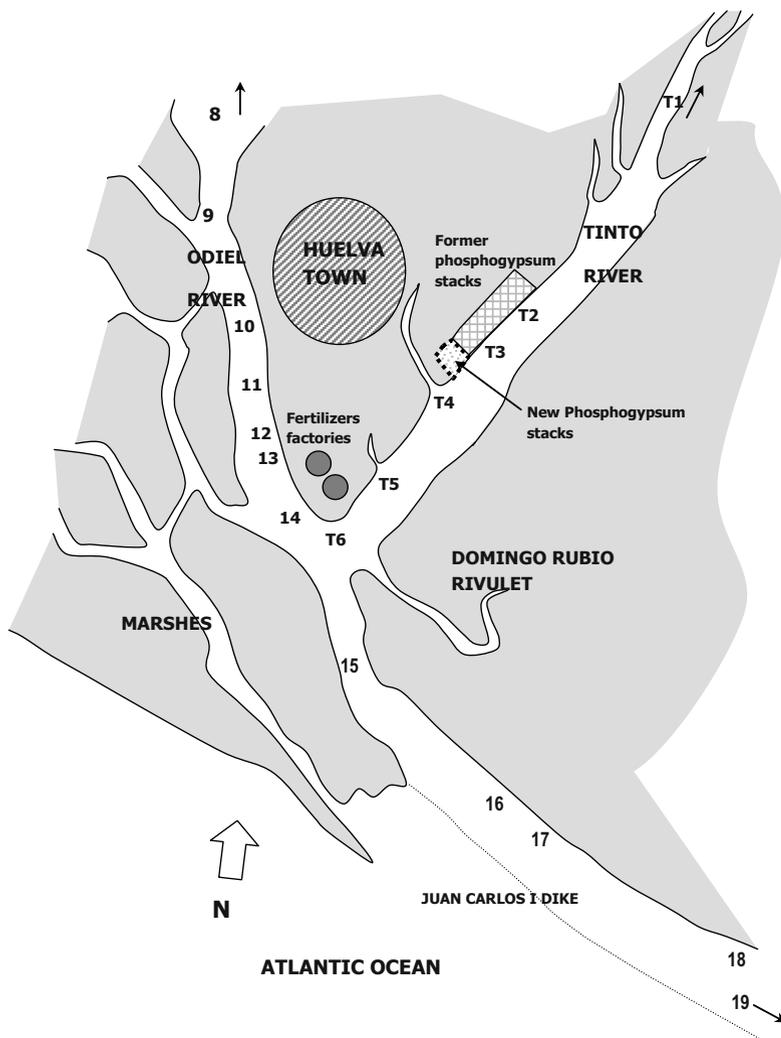 T1
8
9
TINTO
RIVER
ODIEL
RIVER
HUELVA
TOWN
Former
phosphogypsum
stacks
T2
10
T3
11
T4
New Phosphogypsum
stacks
Fertilizers
factories
12
13
T5
14
T6
DOMINGO RUBIO
RIVULET
MARSHES
15
16
17
JUAN CARLOS I DIKE
N
ATLANTIC OCEAN
18
19